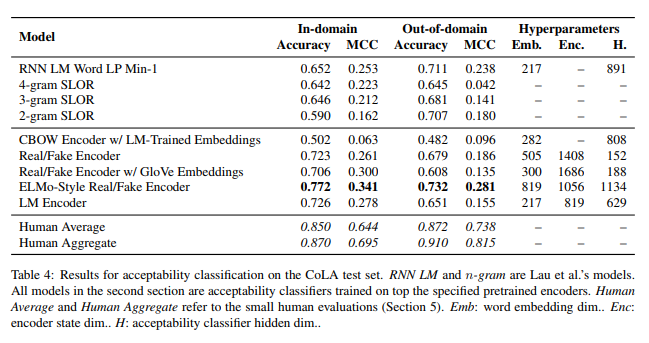 In-domain Out-of-domain Hyperparameters
Model Accuracy MCC Accuracy MCC Emb. Enc. H.
RNN LM Word LP Min-1 0.652 0.253 0.711 0.238 217 – 891
4-gram SLOR 0.642 0.223 0.645 0.042 – – –
3-gram SLOR 0.646 0.212 0.681 0.141 – – –
2-gram SLOR 0.590 0.162 0.707 0.180 – – –
CBOW Encoder w/ LM-Trained Embeddings 0.502 0.063 0.482 0.096 282 – 808
Real/Fake Encoder 0.723 0.261 0.679 0.186 505 1408 152
Real/Fake Encoder w/ GloVe Embeddings 0.706 0.300 0.608 0.135 300 1686 188
ELMo-Style Real/Fake Encoder 0.772 0.341 0.732 0.281 819 1056 1134
LM Encoder 0.726 0.278 0.651 0.155 217 819 629
Human Average 0.850 0.644 0.872 0.738 – – –
Human Aggregate 0.870 0.695 0.910 0.815 – – –
Table 4: Results for acceptability classification on the CoLA test set. RNN LM and n-gram are Lau et al.'s models.
All models in the second section are acceptability classifiers trained on top the specified pretrained encoders. Human
Average and Human Aggregate refer to the small human evaluations (Section 5). Emb: word embedding dim.. Enc:
encoder state dim.. H: acceptability classifier hidden dim..